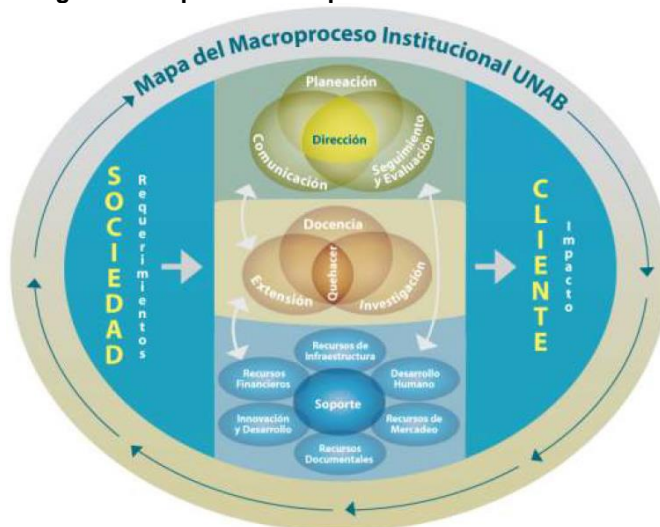 Mapa del Macroproceso Institucional UNAB
SOCIEDAD
Requerimientos
Planeación
Dirección
Comunicación
Seguimiento
y Evaluación
Docencia
Quehacer
Extensión
Investigación
Recursos de
Infraestructura
Recursos
Financieros
Desarrollo
Humano
Soporte
Innovación
y Desarrollo
Recursos
de Mercadeo
Recursos
Documentales
CLIENTE
Impacto